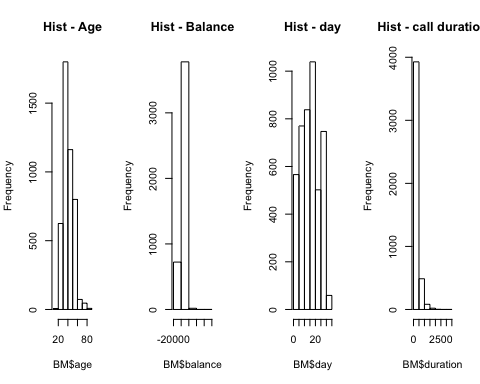 Hist - Age
Hist - Balance
Hist - day
Hist - call duratio
Frequency
0
500
1000
1500
20
80
BM$age
Frequency
0
1000
2000
3000
-20000
BM$balance
Frequency
0
200
400
600
800
1000
0
20
BM$day
Frequency
0
1000
2000
3000
4000
0
2500
BM$duration